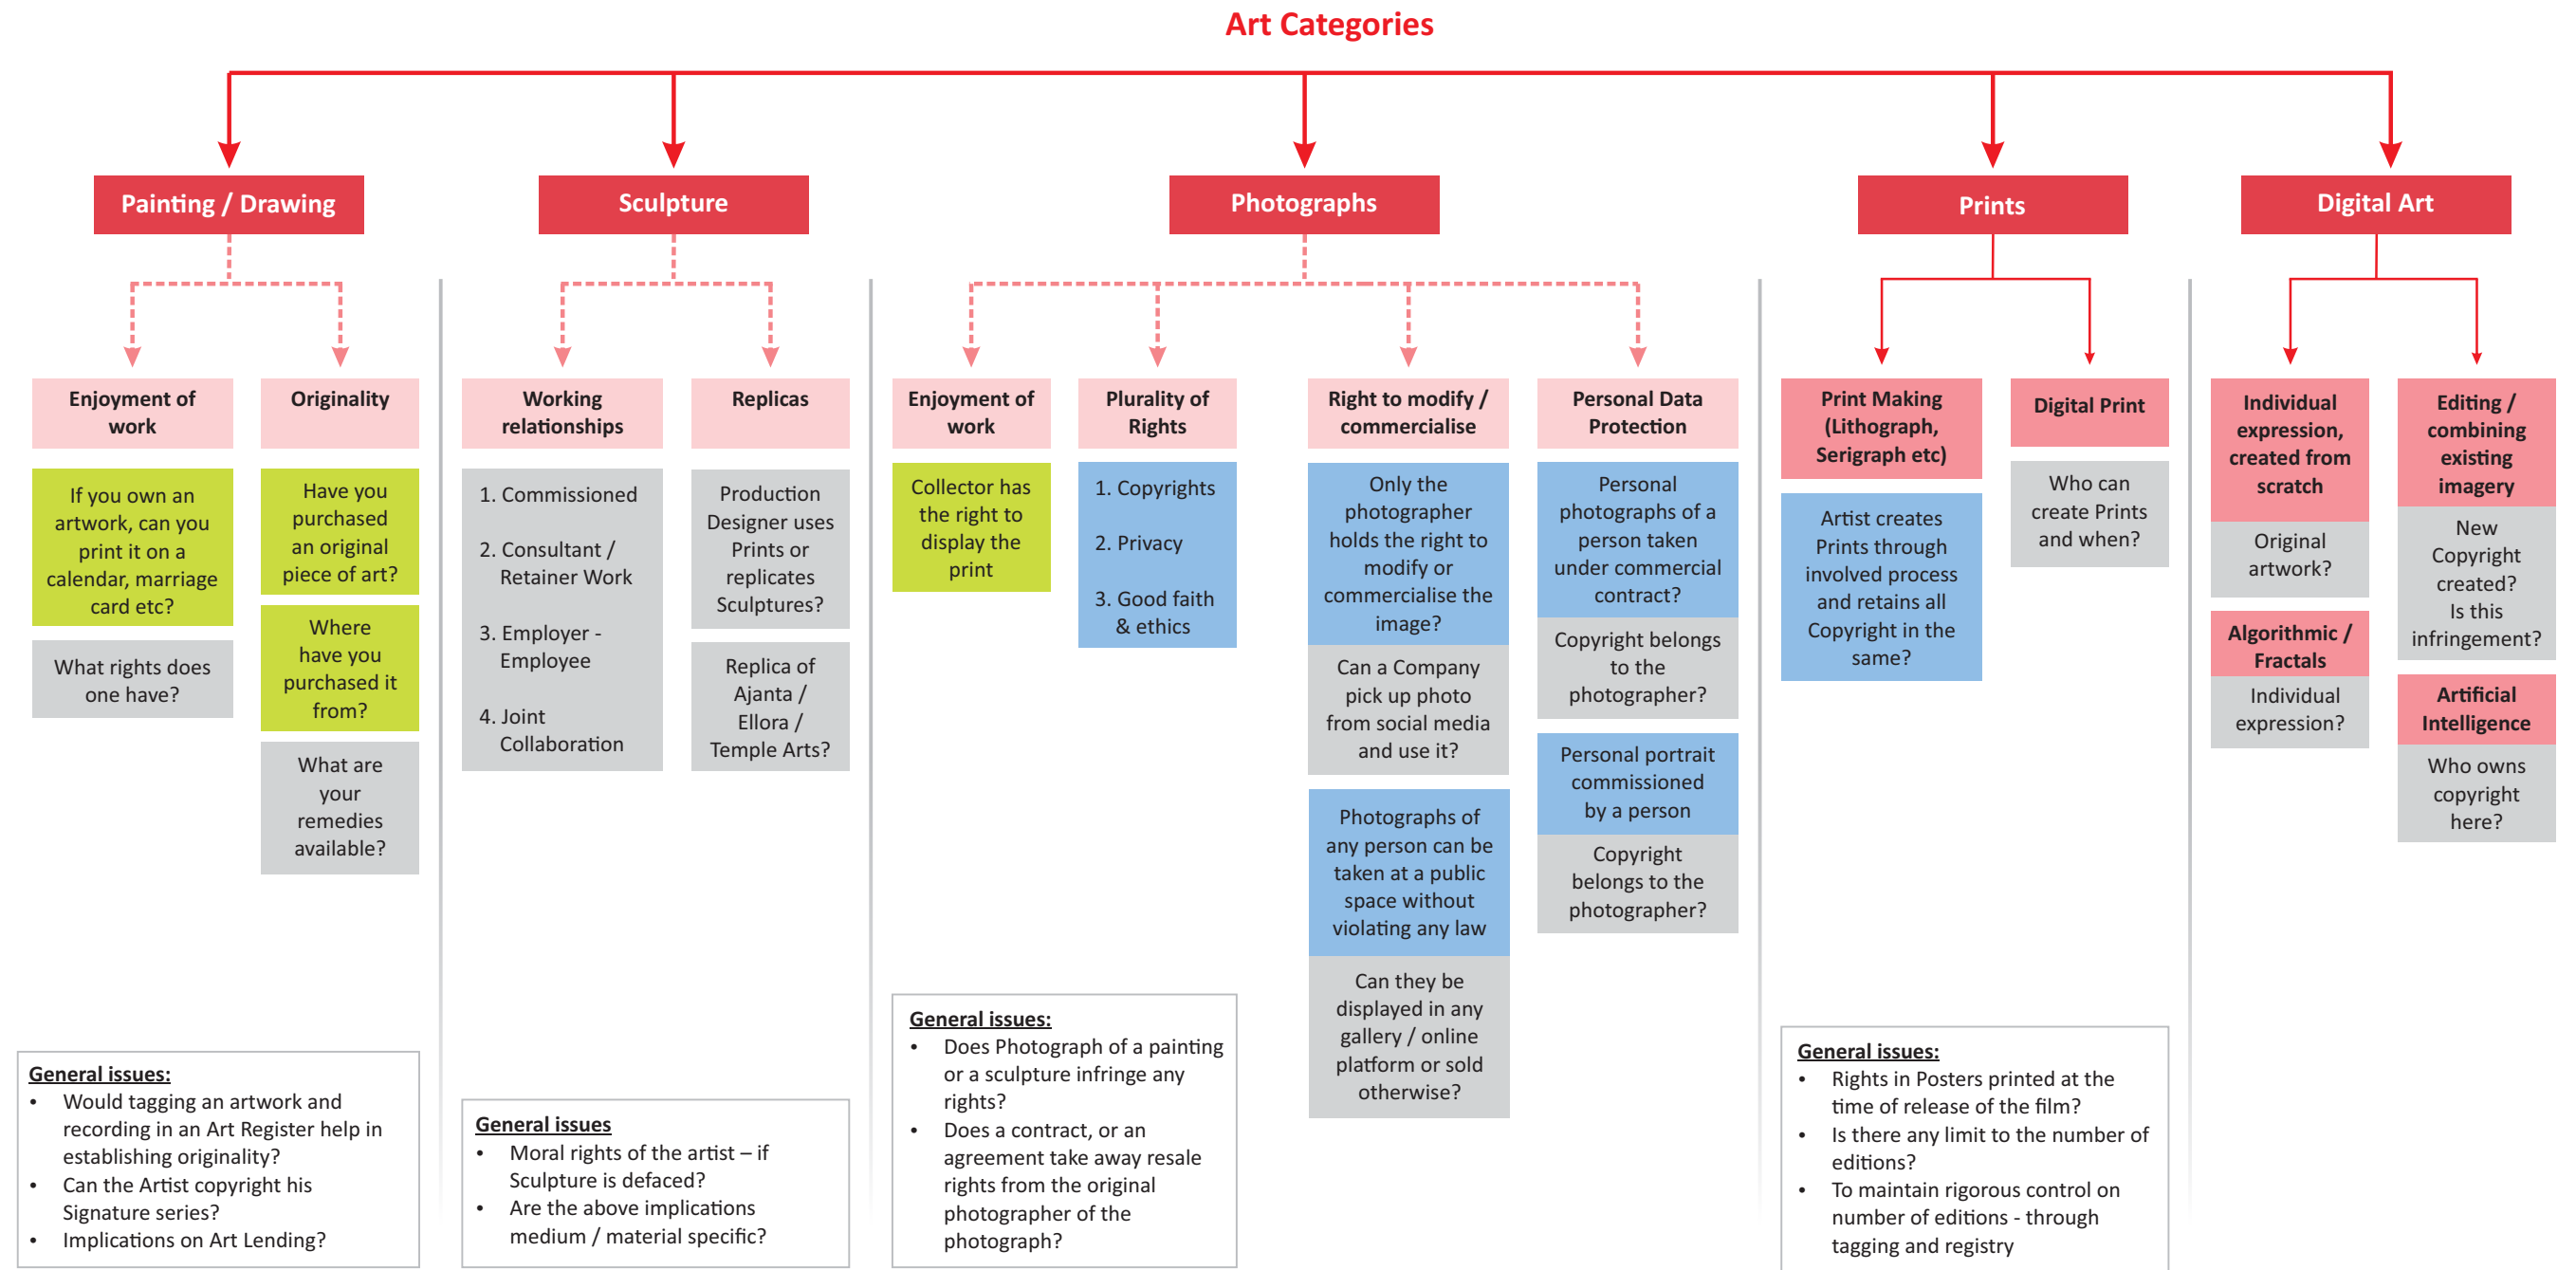 Art Categories
Painting / Drawing
Enjoyment of
work
If you own an
artwork, can you
print it on a
calendar, marriage
card etc?
What rights does
one have?
Originality
Have you
purchased
an original
piece of art?
Where
have you
purchased it
from?
What are
your
remedies
available?
General issues:
• Would tagging an artwork and
recording in an Art Register help in
establishing originality?
• Can the Artist copyright his
Signature series?
• Implications on Art Lending?
Sculpture
Working
relationships
1. Commissioned
2. Consultant /
Retainer Work
3. Employer -
Employee
4. Joint
Collaboration
Replicas
Production
Designer uses
Prints or
replicates
Sculptures?
Replica of
Ajanta /
Ellora /
Temple Arts?
General issues
• Moral rights of the artist – if
Sculpture is defaced?
• Are the above implications
medium / material specific?
Photographs
Enjoyment of
work
Collector has
the right to
display the
print
Plurality of
Rights
1. Copyrights
2. Privacy
3. Good faith
& ethics
Right to modify /
commercialise
Only the
photographer
holds the right to
modify or
commercialise the
image?
Can a Company
pick up photo
from social media
and use it?
Photographs of
any person can be
taken at a public
space without
violating any law
Can they be
displayed in any
gallery / online
platform or sold
otherwise?
Personal Data
Protection
Personal
photographs of a
person taken
under commercial
contract?
Copyright belongs
to the
photographer?
Personal portrait
commissioned
by a person
Copyright
belongs to the
photographer?
General issues:
• Does Photograph of a painting
or a sculpture infringe any
rights?
• Does a contract, or an
agreement take away resale
rights from the original
photographer of the
photograph?
Prints
Print Making
(Lithograph,
Serigraph etc)
Artist creates
Prints through
involved process
and retains all
Copyright in the
same?
Digital Print
Who can
create Prints
and when?
General issues:
• Rights in Posters printed at the
time of release of the film?
• Is there any limit to the number of
editions?
• To maintain rigorous control on
number of editions - through
tagging and registry
Digital Art
Individual
expression,
created from
scratch
Original
artwork?
Algorithmic /
Fractals
Individual
expression?
Editing /
combining
existing
imagery
New
Copyright
created?
Is this
infringement?
Artificial
Intelligence
Who owns
copyright
here?